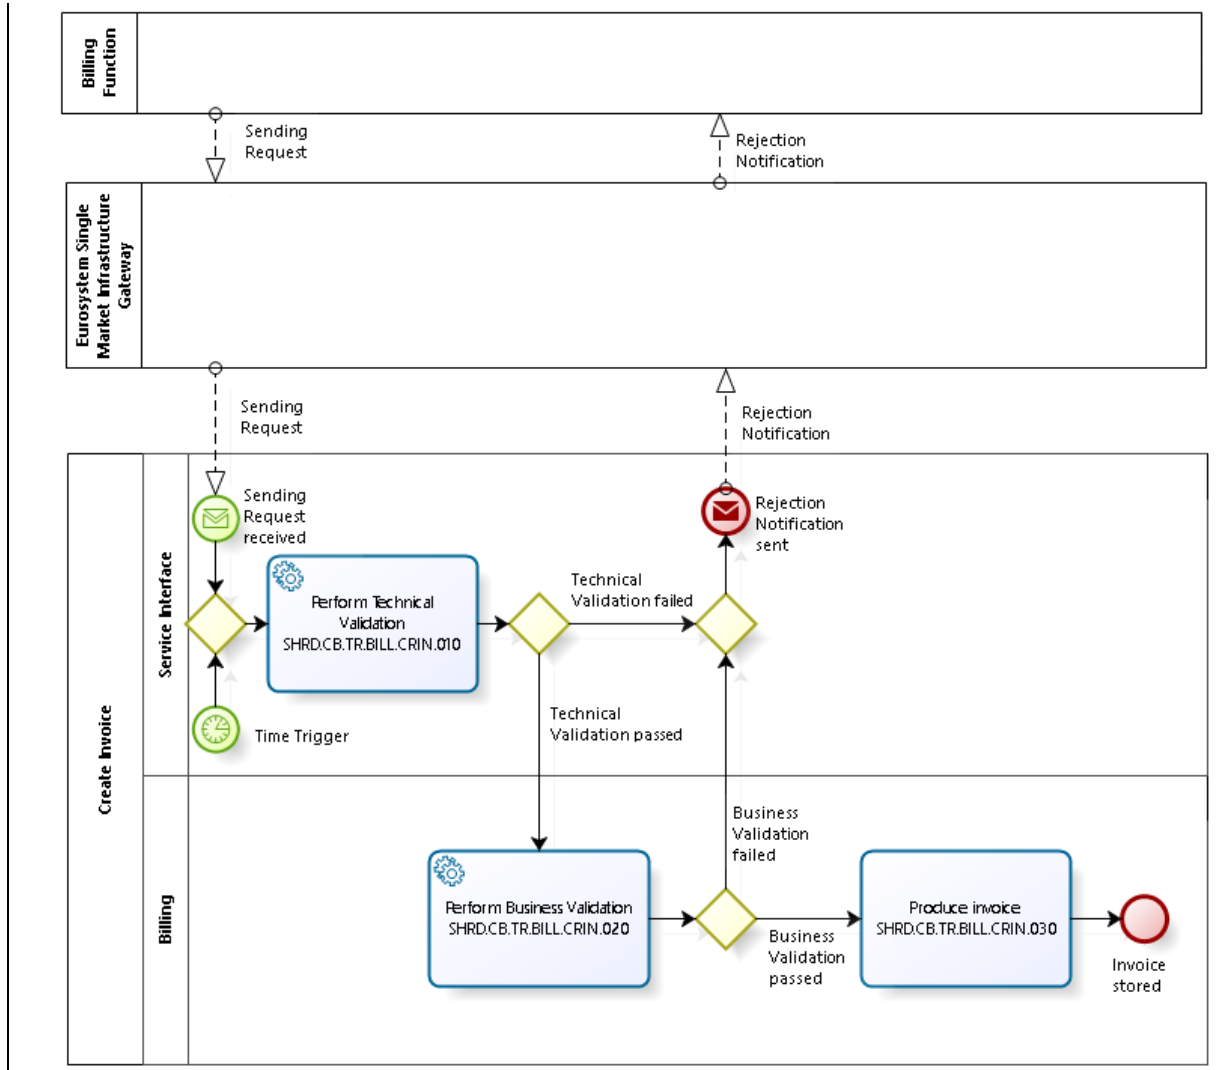 Billing
Function
Sending
Request
Rejection
Notification
Eurosystem Single
Market Infrastructure
Gateway
Sending
Request
Rejection
Notification
Create Invoice
Service Interface
Sending
Request
received
Rejection
Notification
sent
Perform Technical
Validation
SHRD.CB.TR.BILL.CRIN.010
Technical
Validation failed
Time Trigger
Technical
Validation passed
Billing
Business
Validation
failed
Perform Business Validation
SHRD.CB.TR.BILL.CRIN.020
Business
Validation
passed
Produce invoice
SHRD.CB.TR.BILL.CRIN.030
Invoice
stored